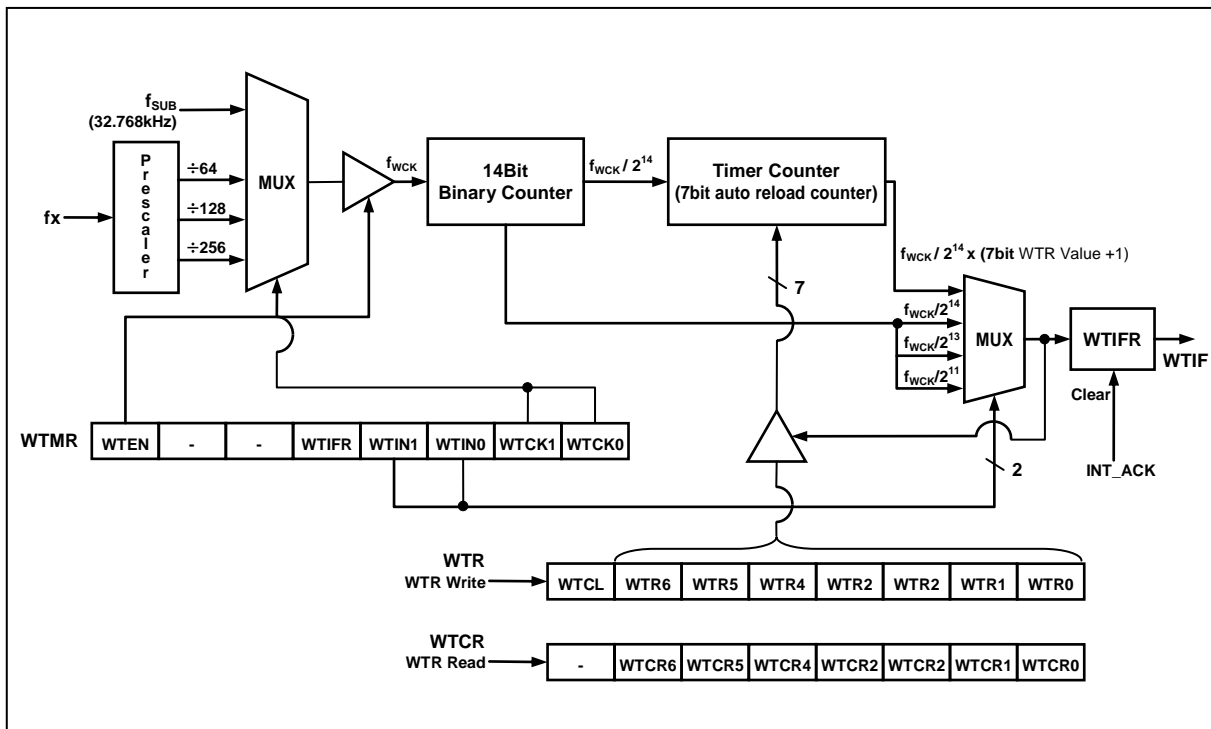 fSUB
(32.768kHz)
Prescaler
fx
÷64
÷128
÷256
MUX
fWCK
14Bit
Binary Counter
fWCK / 2^14
Timer Counter
(7bit auto reload counter)
fWCK / 2^14 x (7bit WTR Value +1)
7
fWCK/2^14
fWCK/2^13
fWCK/2^11
MUX
WTIFR
WTIF
Clear
INT_ACK
2
WTMR
WTEN - - WTIFR WTIN1 WTIN0 WTCK1 WTCK0
WTR
WTR Write
WTCL WTR6 WTR5 WTR4 WTR2 WTR2 WTR1 WTR0
WTCR
WTR Read
- WTCR6 WTCR5 WTCR4 WTCR2 WTCR2 WTCR1 WTCR0